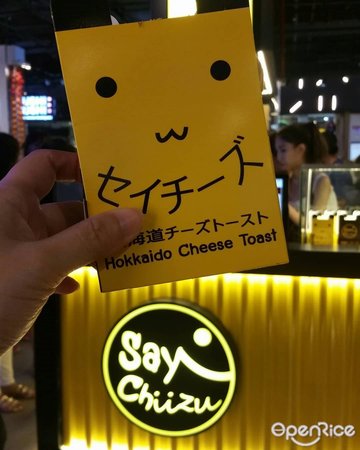 セイチーズ
海道チーズトースト
Hokkaido Cheese Toast
Say
Chiizu
OpenRice